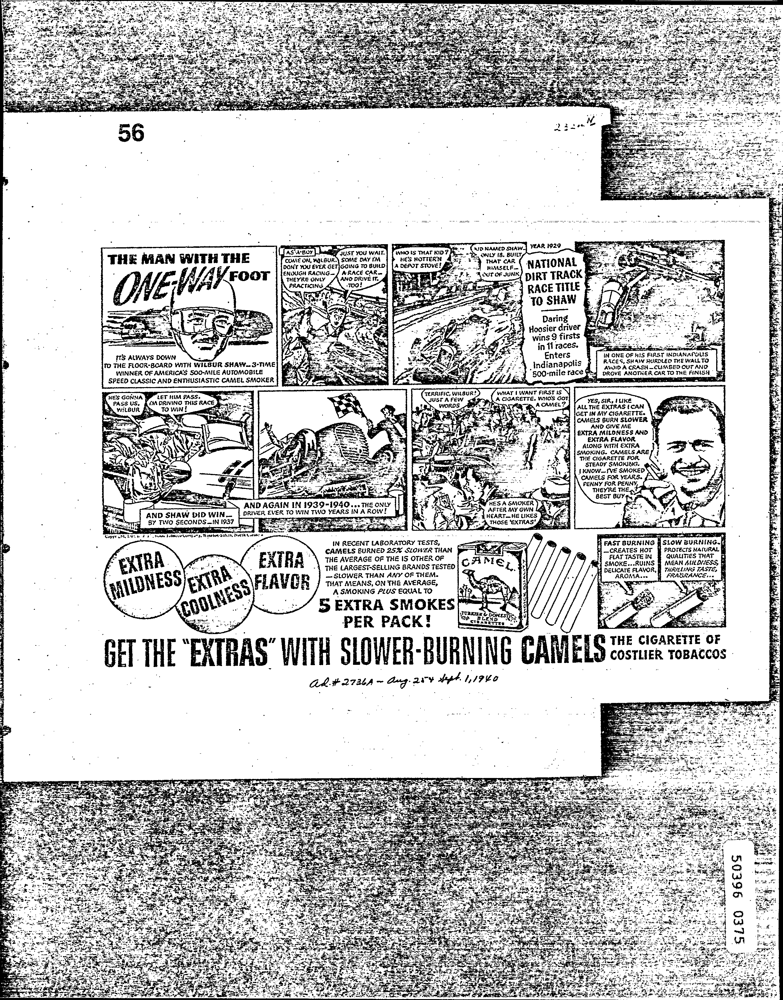 56
THE MAN WITH THE
ONE-WAY FOOT
IT'S ALWAYS DOWN
TO THE FLOOR-BOARD WITH WILBUR SHAW...3-TIME
WINNER OF AMERICA'S 500-MILE AUTOMOBILE
SPEED CLASSIC AND ENTHUSIASTIC CAMEL SMOKER
AS A BOY
COME ON, WILBUR.
DON'T YOU EVER GET
ENOUGH RACING—
THEY'RE ONLY
PRACTICING
JUST YOU WAIT.
SOME DAY I'M
GOING TO BUILD
A RACE CAR—
AND DRIVE IT,
TOO!
WHO IS THAT KID?
HE'S HOTTER'N
A DEPOT STOVE!
KID NAMED SHAW.
ONLY 18. BUILT
THAT CAR
HIMSELF—
OUT OF JUNK
YEAR 1929
NATIONAL
DIRT TRACK
RACE TITLE
TO SHAW
Daring
Hoosier driver
wins 9 firsts
in 11 races.
Enters
Indianapolis
500-mile race
IN ONE OF HIS FIRST INDIANAPOLIS
RACES, SHAW HURDLED THE WALL TO
AVOID A CRASH—CLIMBED OUT AND
DROVE ANOTHER CAR TO THE FINISH
HE'S GONNA
PASS US,
WILBUR
LET HIM PASS.
I'M DRIVING THIS RACE
TO WIN!
AND SHAW DID WIN—
BY TWO SECONDS—IN 1937
AND AGAIN IN 1939-1940...THE ONLY
DRIVER EVER TO WIN TWO YEARS IN A ROW!
TERRIFIC, WILBUR!
JUST A FEW
WORDS
WHAT I WANT FIRST IS
A CIGARETTE. WHO'S GOT
A CAMEL?
HE'S A SMOKER
AFTER MY OWN
HEART—HE LIKES
THOSE 'EXTRAS'
YES, SIR, I LIKE
ALL THE EXTRAS I CAN
GET IN MY CIGARETTE.
CAMELS BURN SLOWER
AND GIVE ME
EXTRA MILDNESS AND
EXTRA FLAVOR
ALONG WITH EXTRA
SMOKING. CAMELS ARE
THE CIGARETTE FOR
STEADY SMOKING.
I KNOW—I'VE SMOKED
CAMELS FOR YEARS.
PENNY FOR PENNY,
THEY'RE THE
BEST BUY
EXTRA
MILDNESS
EXTRA
COOLNESS
EXTRA
FLAVOR
IN RECENT LABORATORY TESTS,
CAMELS BURNED 25% SLOWER THAN
THE AVERAGE OF THE 15 OTHER OF
THE LARGEST-SELLING BRANDS TESTED
—SLOWER THAN ANY OF THEM.
THAT MEANS, ON THE AVERAGE,
A SMOKING PLUS EQUAL TO
5 EXTRA SMOKES
PER PACK!
CAMEL
TURKISH & DOMESTIC
BLEND
CIGARETTES
FAST BURNING
—CREATES HOT
FLAT TASTE IN
SMOKE...RUINS
DELICATE FLAVOR,
AROMA...
SLOW BURNING—
PROTECTS NATURAL
QUALITIES THAT
MEAN MILDNESS,
THRILLING TASTE,
FRAGRANCE...
GET THE "EXTRAS" WITH SLOWER-BURNING CAMELS
THE CIGARETTE OF
COSTLIER TOBACCOS
Ad. # 2736A – Aug. 25 & Sept. 1, 1940
50396 0375